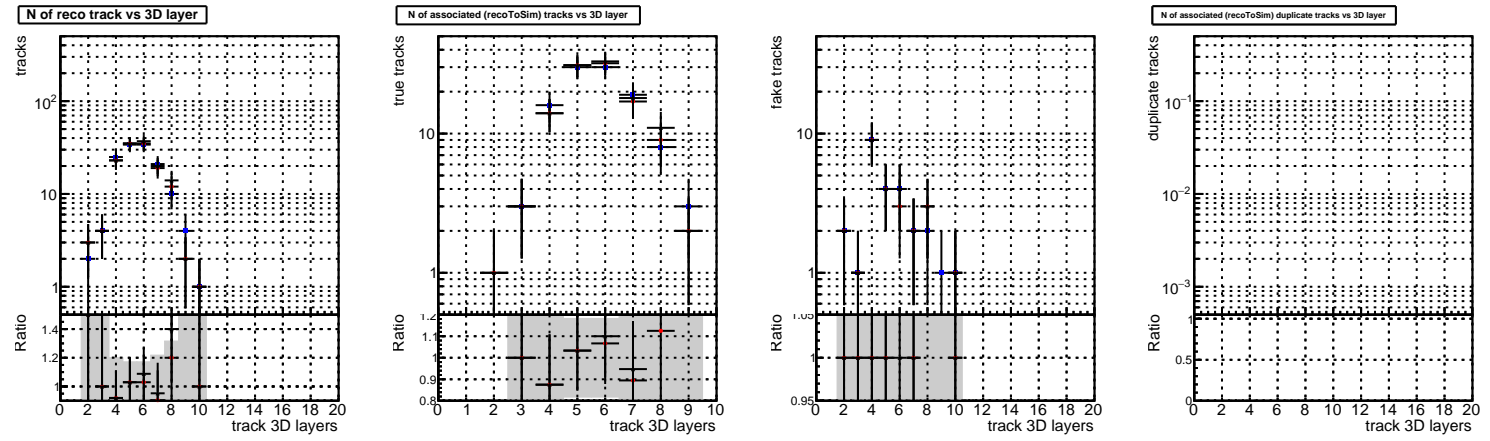 N of reco track vs 3D layer
tracks
10²
10
1
Ratio
1.4
1.2
1
0 2 4 6 8 10 12 14 16 18 20
track 3D layers
N of associated (recoToSim) tracks vs 3D layer
true tracks
10
1
Ratio
1.2
1.1
1
0.9
0.8
0 1 2 3 4 5 6 7 8 9 10
track 3D layers
fake tracks
10
1
Ratio
1.05
1
0.95
0 2 4 6 8 10 12 14 16 18 20
track 3D layers
N of associated (recoToSim) duplicate tracks vs 3D layer
duplicate tracks
10⁻¹
10⁻²
10⁻³
Ratio
1
0.5
0
0 2 4 6 8 10 12 14 16 18 20
track 3D layers